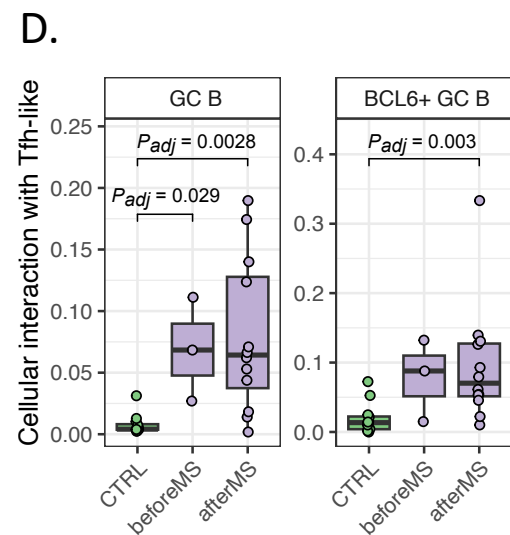 D.
GC B
BCL6+ GC B
Cellular interaction with Tfh-like
0.25
0.20
0.15
0.10
0.05
0.00
Padj = 0.0028
Padj = 0.029
0.4
0.3
0.2
0.1
0.0
Padj = 0.003
CTRL
beforeMS
afterMS
CTRL
beforeMS
afterMS